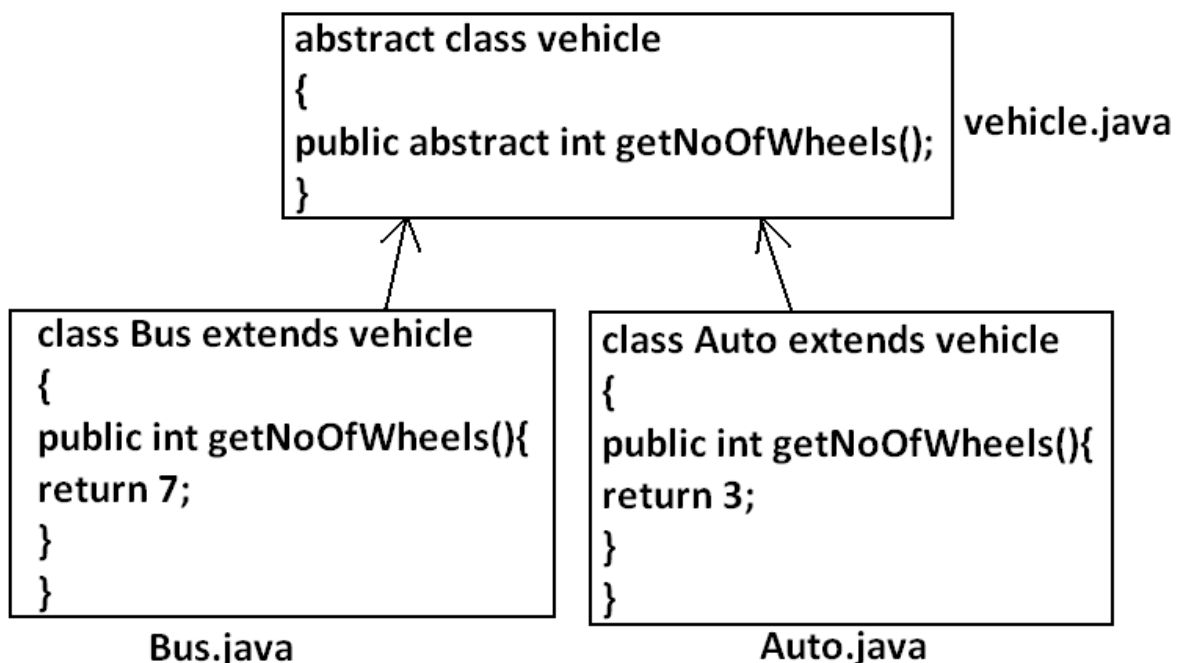 abstract class vehicle
{
public abstract int getNoOfWheels();
}
vehicle.java
class Bus extends vehicle
{
public int getNoOfWheels(){
return 7;
}
}
Bus.java
class Auto extends vehicle
{
public int getNoOfWheels(){
return 3;
}
}
Auto.java